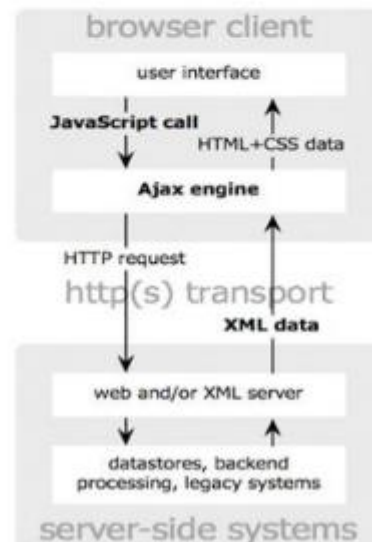 browser client
user interface
JavaScript call
HTML+CSS data
Ajax engine
HTTP request
http(s) transport
XML data
web and/or XML server
datastores, backend
processing, legacy systems
server-side systems